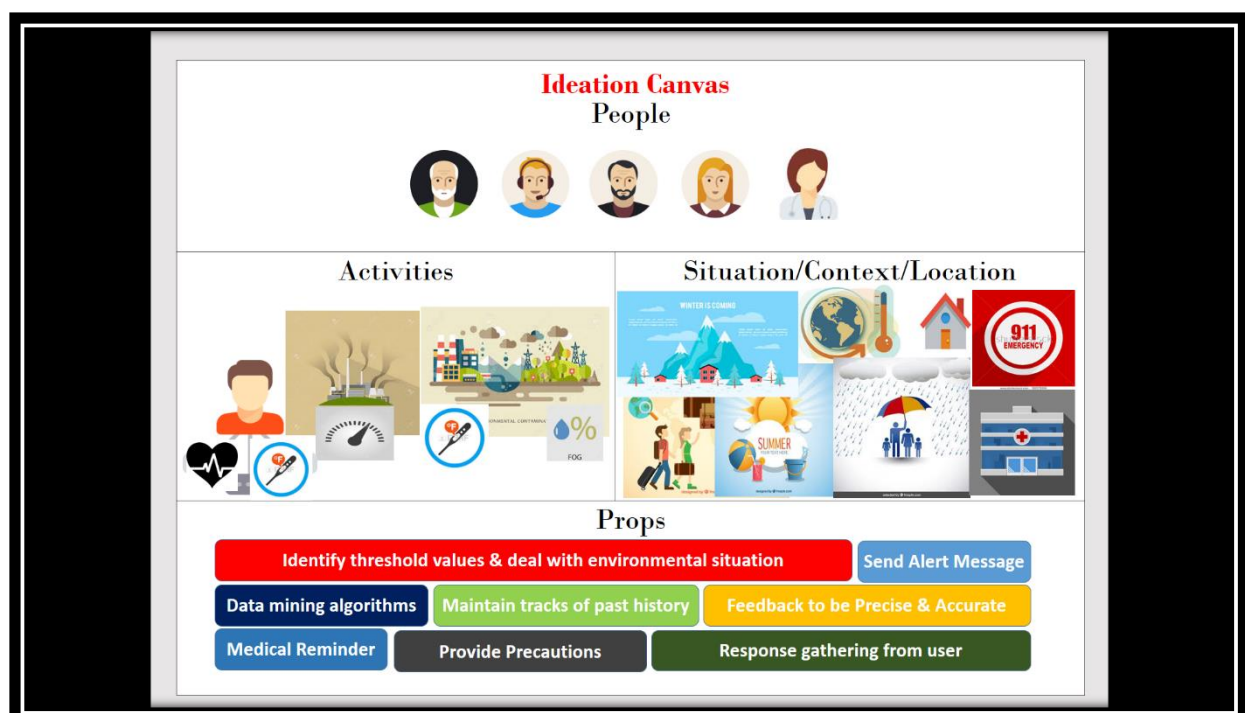 Ideation Canvas
People
Activities
Situation/Context/Location
WINTER IS COMING
911
EMERGENCY
°F
°F
%
FOG
SUMMER
Props
Identify threshold values & deal with environmental situation
Send Alert Message
Data mining algorithms
Maintain tracks of past history
Feedback to be Precise & Accurate
Medical Reminder
Provide Precautions
Response gathering from user